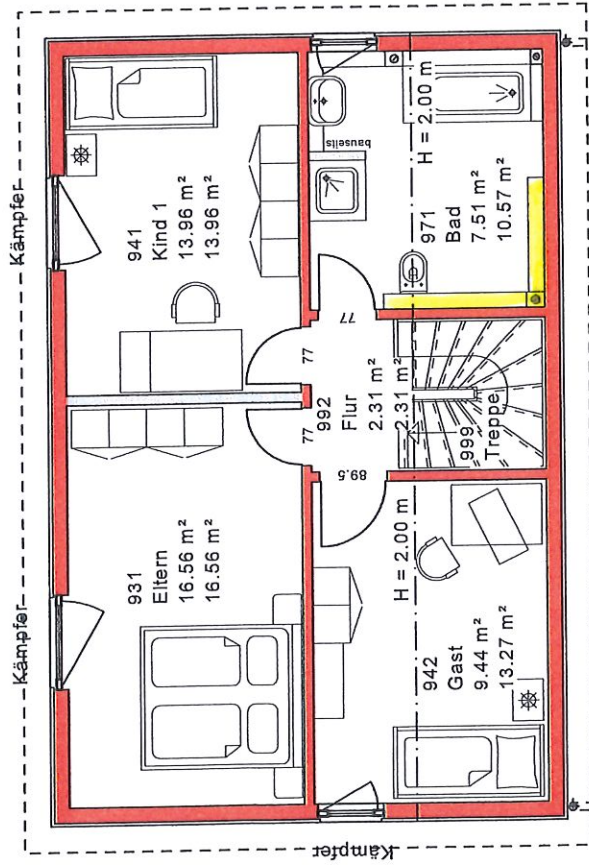 Kämpfer
Kämpfer
Kämpfer
931
Eltern
16.56 m²
16.56 m²
941
Kind 1
13.96 m²
13.96 m²
77
77
77
89.5
992
Flur
2.31 m²
2.31 m²
999
Treppe
942
Gast
9.44 m²
13.27 m²
H = 2.00 m
971
Bad
7.51 m²
10.57 m²
H = 2.00 m
bauseits